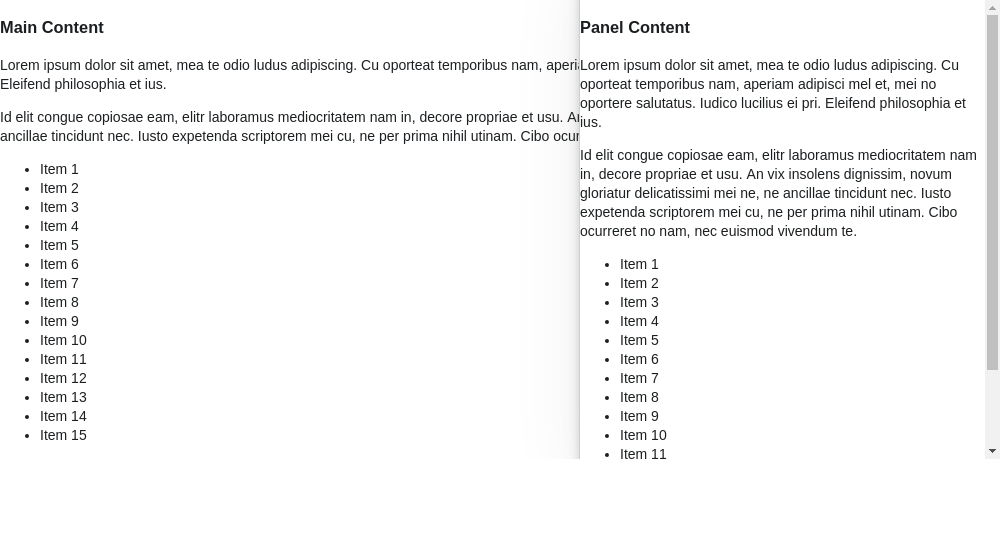 Main Content
Lorem ipsum dolor sit amet, mea te odio ludus adipiscing. Cu oporteat temporibus nam,
Eleifend philosophia et ius.
Id elit congue copiosae eam, elitr laboramus mediocritatem nam in, decore propriae et usu.
ancillae tincidunt nec. Iusto expetenda scriptorem mei cu, ne per prima nihil utinam. Cibo
Item 1
Item 2
Item 3
Item 4
Item 5
Item 6
Item 7
Item 8
Item 9
Item 10
Item 11
Item 12
Item 13
Item 14
Item 15
Panel Content
Lorem ipsum dolor sit amet, mea te odio ludus adipiscing. Cu
oporteat temporibus nam, aperiam adipisci mel et, mei no
oportere salutatus. Iudico lucilius ei pri. Eleifend philosophia et
ius.
Id elit congue copiosae eam, elitr laboramus mediocritatem nam
in, decore propriae et usu. An vix insolens dignissim, novum
gloriatur delicatissimi mei ne, ne ancillae tincidunt nec. Iusto
expetenda scriptorem mei cu, ne per prima nihil utinam. Cibo
ocurreret no nam, nec euismod vivendum te.
Item 1
Item 2
Item 3
Item 4
Item 5
Item 6
Item 7
Item 8
Item 9
Item 10
Item 11